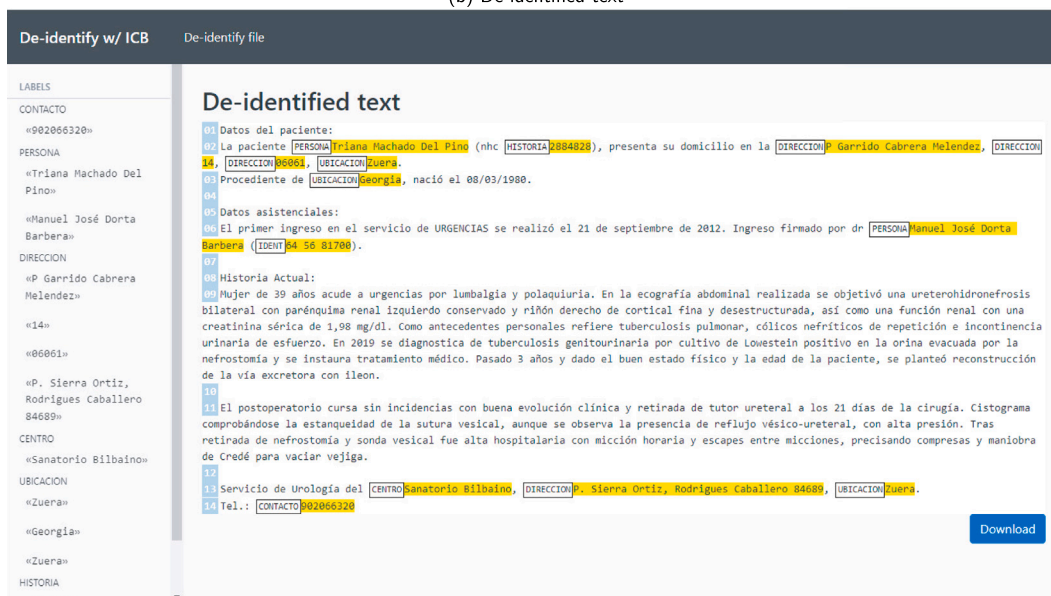 (b) De-identified text
De-identify w/ ICB De-identify file
LABELS
CONTACTO
«902066320»
PERSONA
«Triana Machado Del
Pino»
«Manuel José Dorta
Barbera»
DIRECCION
«P Garrido Cabrera
Melendez»
«14»
«06061»
«P. Sierra Ortiz,
Rodrigues Caballero
84689»
CENTRO
«Sanatorio Bilbaino»
UBICACION
«Zuera»
«Georgia»
«Zuera»
HISTORIA
De-identified text
01 Datos del paciente:
02 La paciente PERSONA Triana Machado Del Pino (nhc HISTORIA 2884828), presenta su domicilio en la DIRECCION P Garrido Cabrera Melendez, DIRECCION
14, DIRECCION 06061, UBICACION Zuera.
03 Procediente de UBICACION Georgia, nació el 08/03/1980.
04
05 Datos asistenciales:
06 El primer ingreso en el servicio de URGENCIAS se realizó el 21 de septiembre de 2012. Ingreso firmado por dr PERSONA Manuel José Dorta
Barbera (IDENT 64 56 81700).
07
08 Historia Actual:
09 Mujer de 39 años acude a urgencias por lumbalgia y polaquiuria. En la ecografía abdominal realizada se objetivó una ureterohidronefrosis
bilateral con parénquima renal izquierdo conservado y riñón derecho de cortical fina y desestructurada, así como una función renal con una
creatinina sérica de 1,98 mg/dl. Como antecedentes personales refiere tuberculosis pulmonar, cólicos nefríticos de repetición e incontinencia
urinaria de esfuerzo. En 2019 se diagnostica de tuberculosis genitourinaria por cultivo de Lowestein positivo en la orina evacuada por la
nefrostomía y se instaura tratamiento médico. Pasado 3 años y dado el buen estado físico y la edad de la paciente, se planteó reconstrucción
de la vía excretora con íleon.
10
11 El postoperatorio cursa sin incidencias con buena evolución clínica y retirada de tutor ureteral a los 21 días de la cirugía. Cistograma
comprobándose la estanqueidad de la sutura vesical, aunque se observa la presencia de reflujo vésico-ureteral, con alta presión. Tras
retirada de nefrostomía y sonda vesical fue alta hospitalaria con micción horaria y escapes entre micciones, precisando compresas y maniobra
de Credé para vaciar vejiga.
12
13 Servicio de Urología del CENTRO Sanatorio Bilbaino, DIRECCION P. Sierra Ortiz, Rodrigues Caballero 84689, UBICACION Zuera.
14 Tel.: CONTACTO 902066320
Download